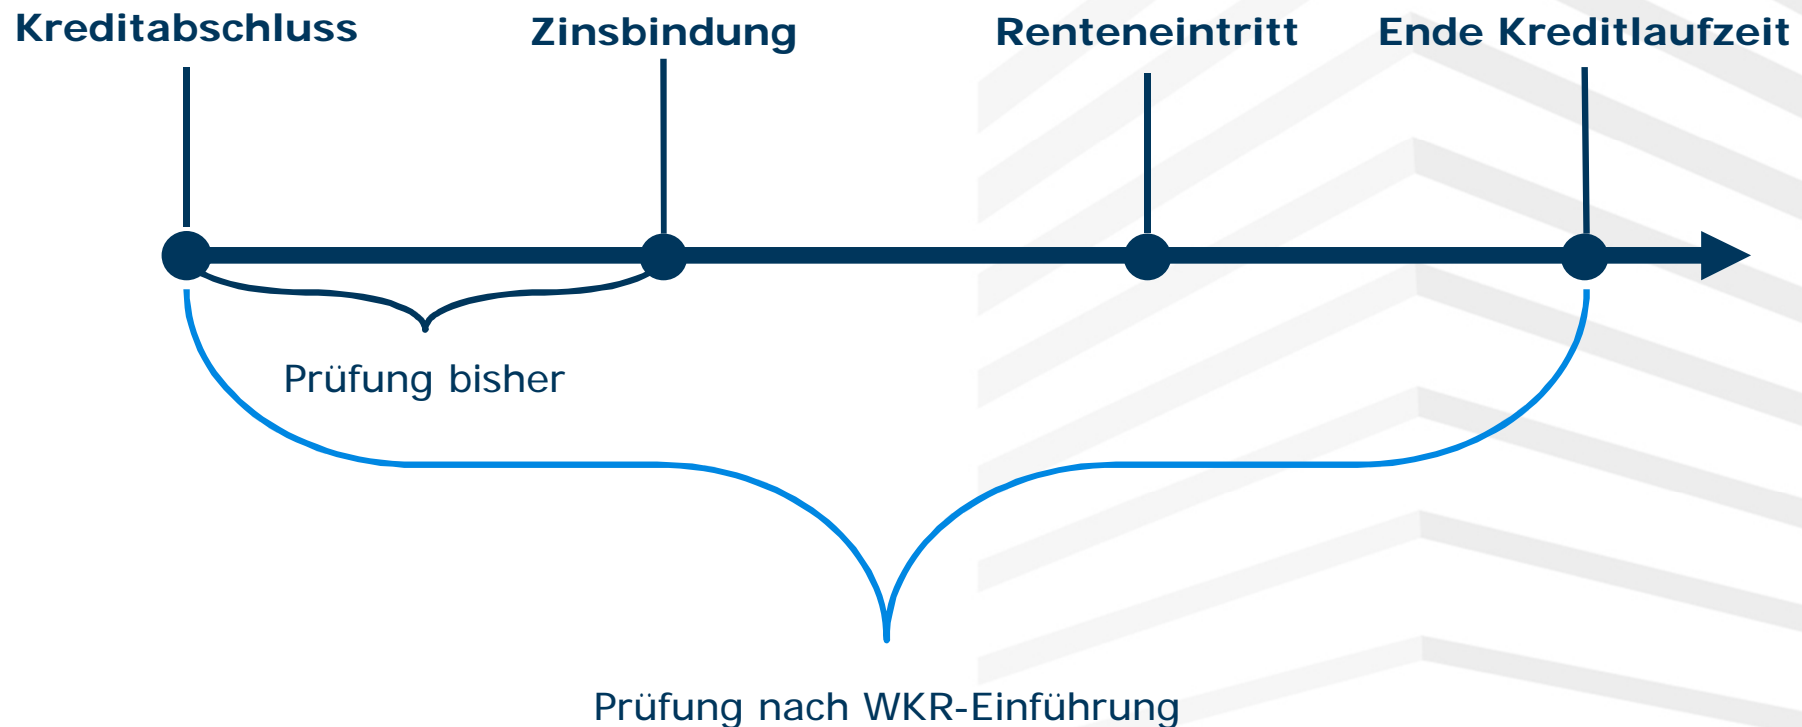 Kreditabschluss
Zinsbindung
Renteneintritt
Ende Kreditlaufzeit
Prüfung bisher
Prüfung nach WKR-Einführung